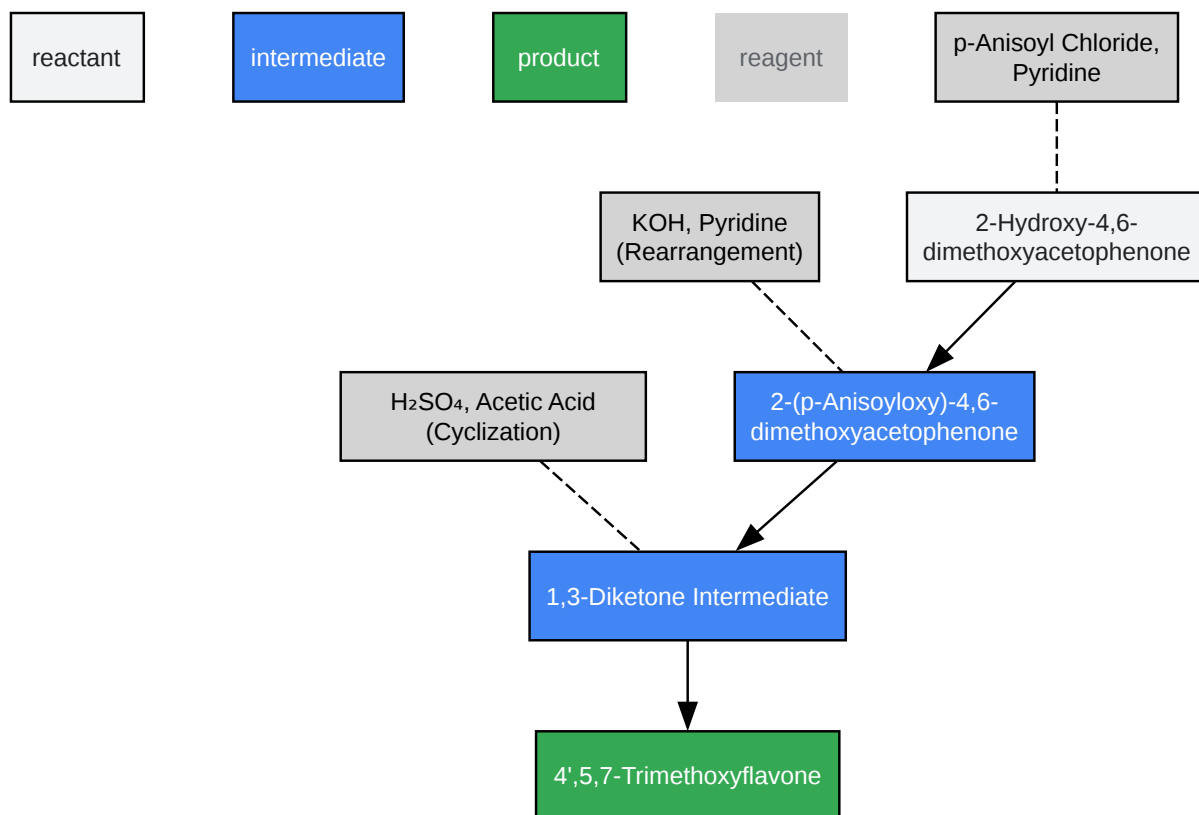 reactant
intermediate
product
reagent
p-Anisoyl Chloride,
Pyridine
KOH, Pyridine
(Rearrangement)
2-Hydroxy-4,6-
dimethoxyacetophenone
H₂SO₄, Acetic Acid
(Cyclization)
2-(p-Anisoyloxy)-4,6-
dimethoxyacetophenone
1,3-Diketone Intermediate
4',5,7-Trimethoxyflavone